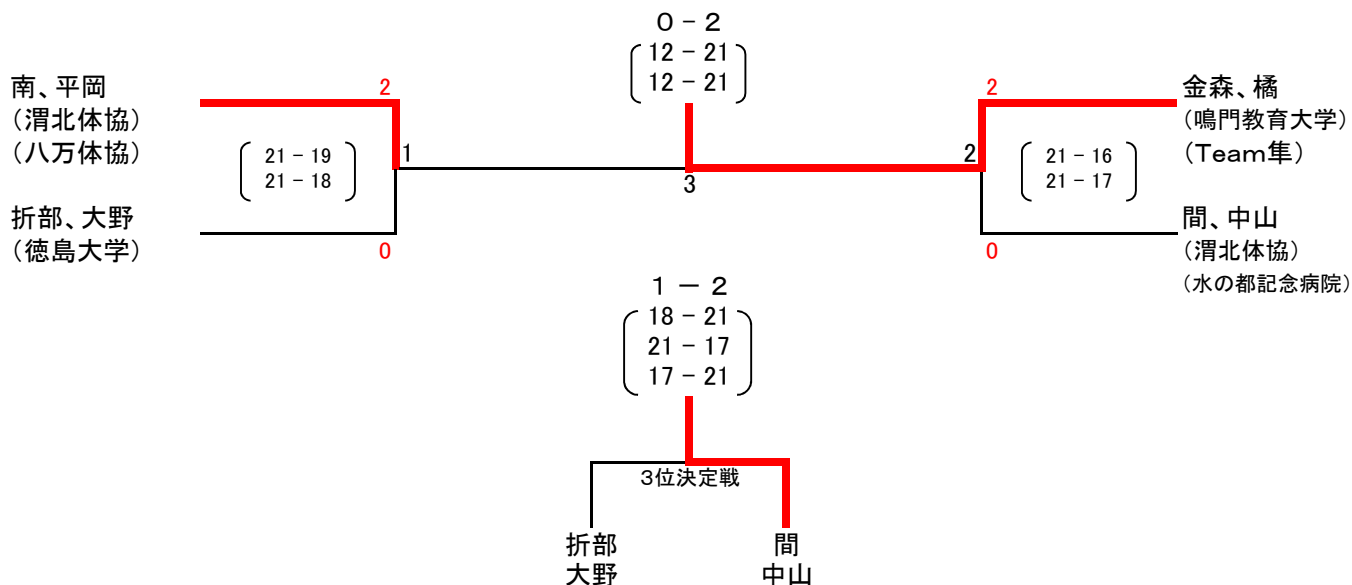 0 - 2
12 - 21
12 - 21
南、平岡
(渭北体協)
(八万体協)
2
21 - 19
21 - 18
1
折部、大野
(徳島大学)
0
3
2
金森、橘
(鳴門教育大学)
(Team隼)
2
21 - 16
21 - 17
間、中山
(渭北体協)
(水の都記念病院)
0
1 - 2
18 - 21
21 - 17
17 - 21
3位決定戦
折部
大野
間
中山